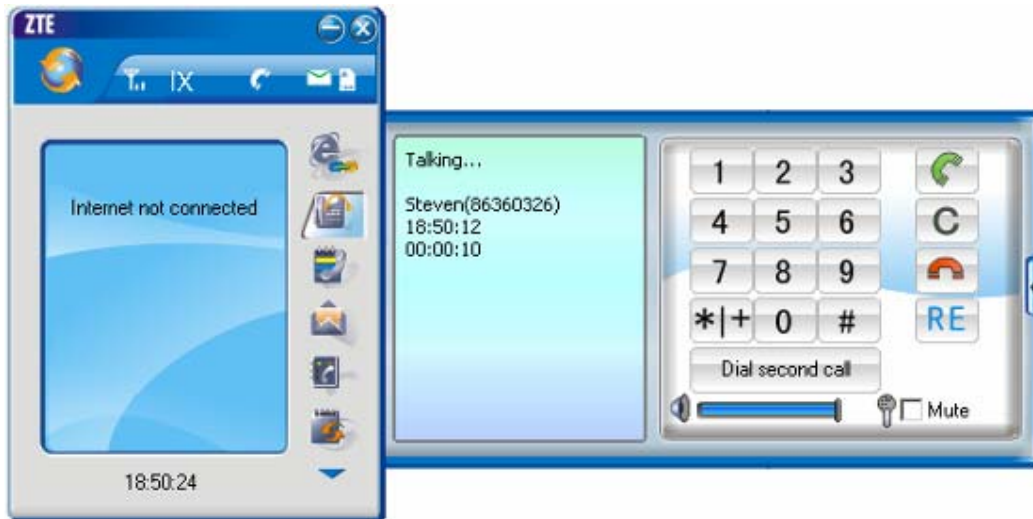 ZTE
IX
Internet not connected
18:50:24
Talking...
Steven(86360326)
18:50:12
00:00:10
1 2 3
4 5 6
C
7 8 9
*|+ 0 #
RE
Dial second call
Mute